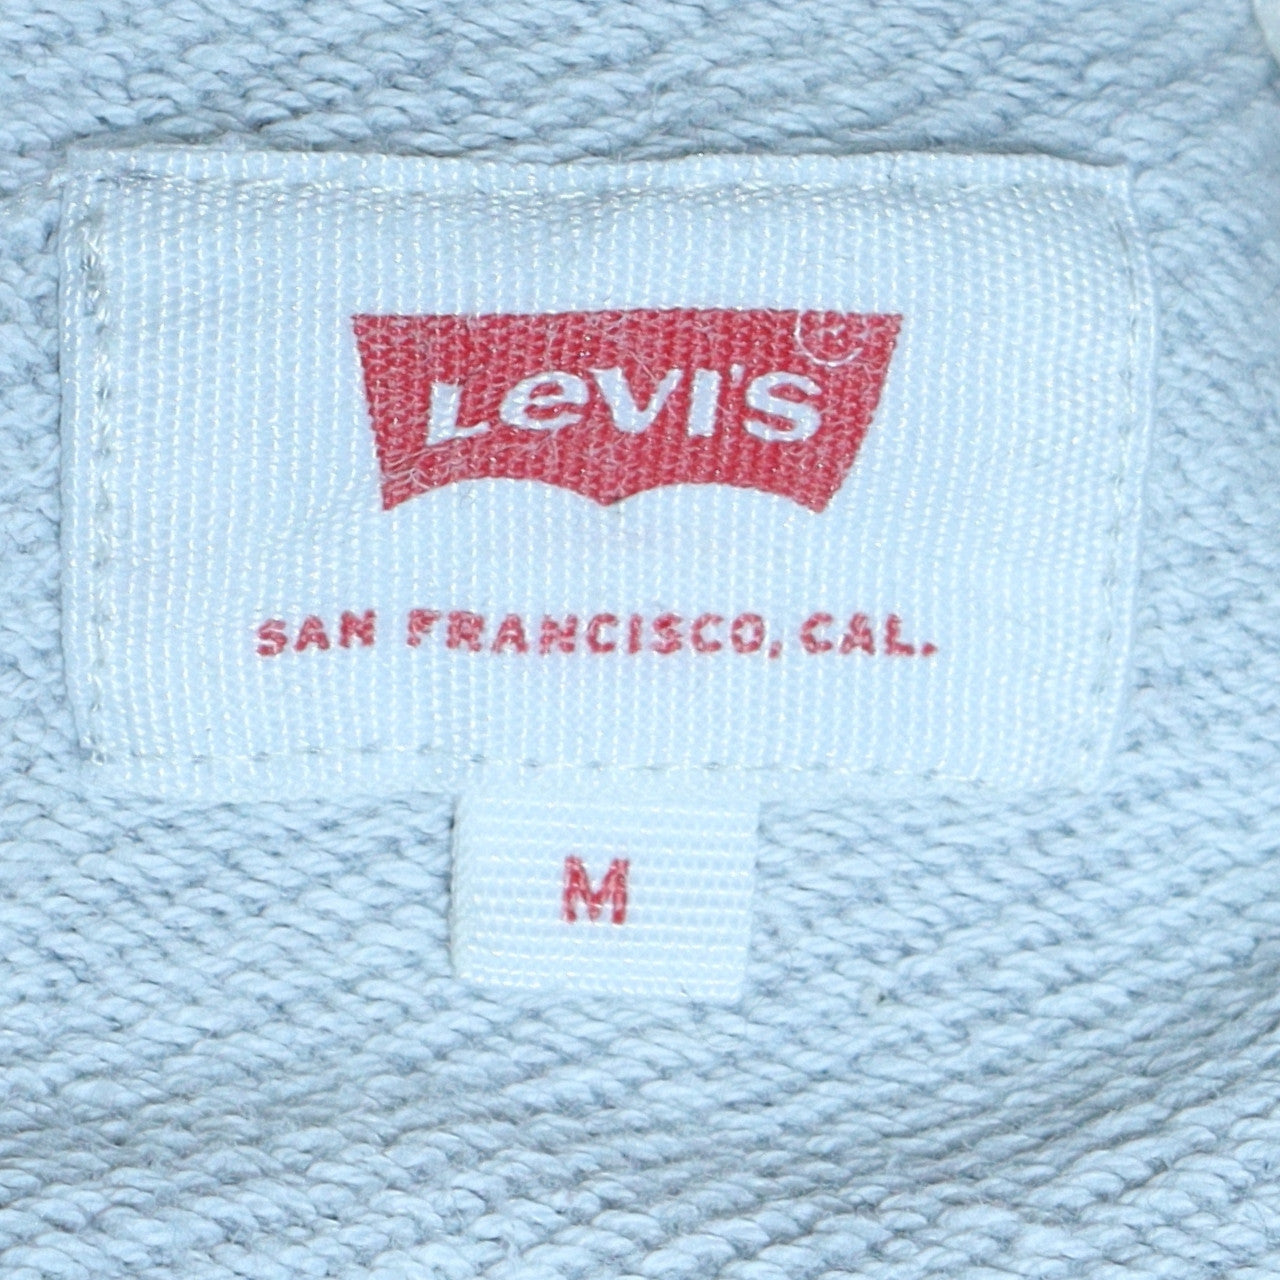 Levi's ®
SAN FRANCISCO, CAL.
M